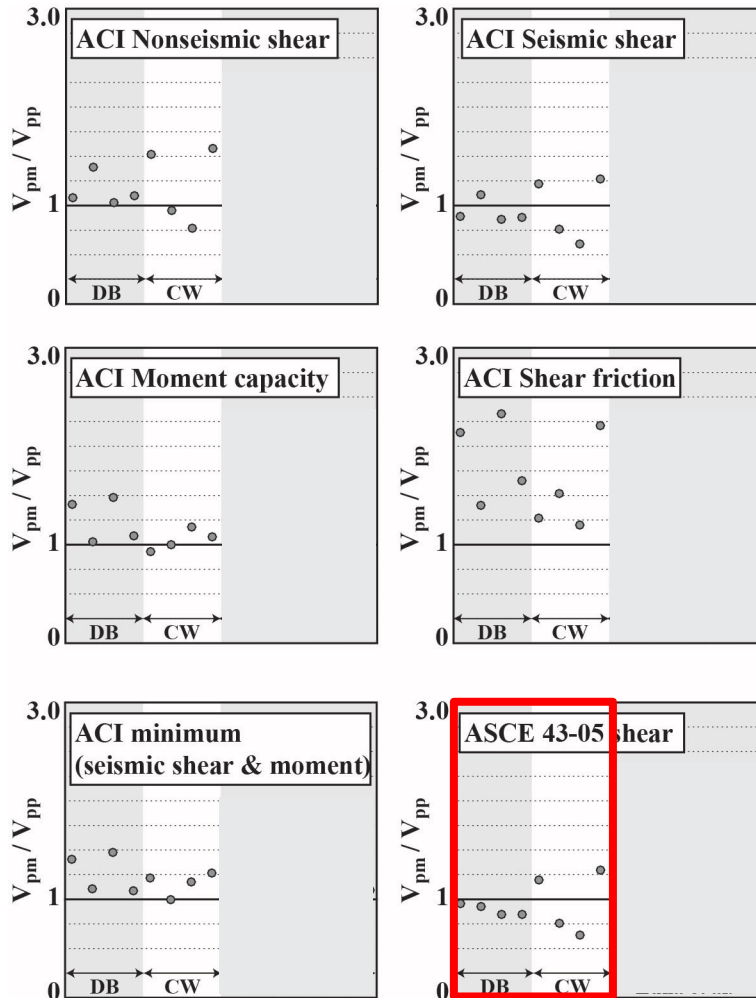 3.0
ACI Nonseismic shear
Vpm / Vpp
1
0
DB
CW
3.0
ACI Seismic shear
Vpm / Vpp
1
0
DB
CW
3.0
ACI Moment capacity
Vpm / Vpp
1
0
DB
CW
3.0
ACI Shear friction
Vpm / Vpp
1
0
DB
CW
3.0
ACI minimum
(seismic shear & moment)
Vpm / Vpp
1
0
DB
CW
3.0
ASCE 43-05 shear
Vpm / Vpp
1
0
DB
CW